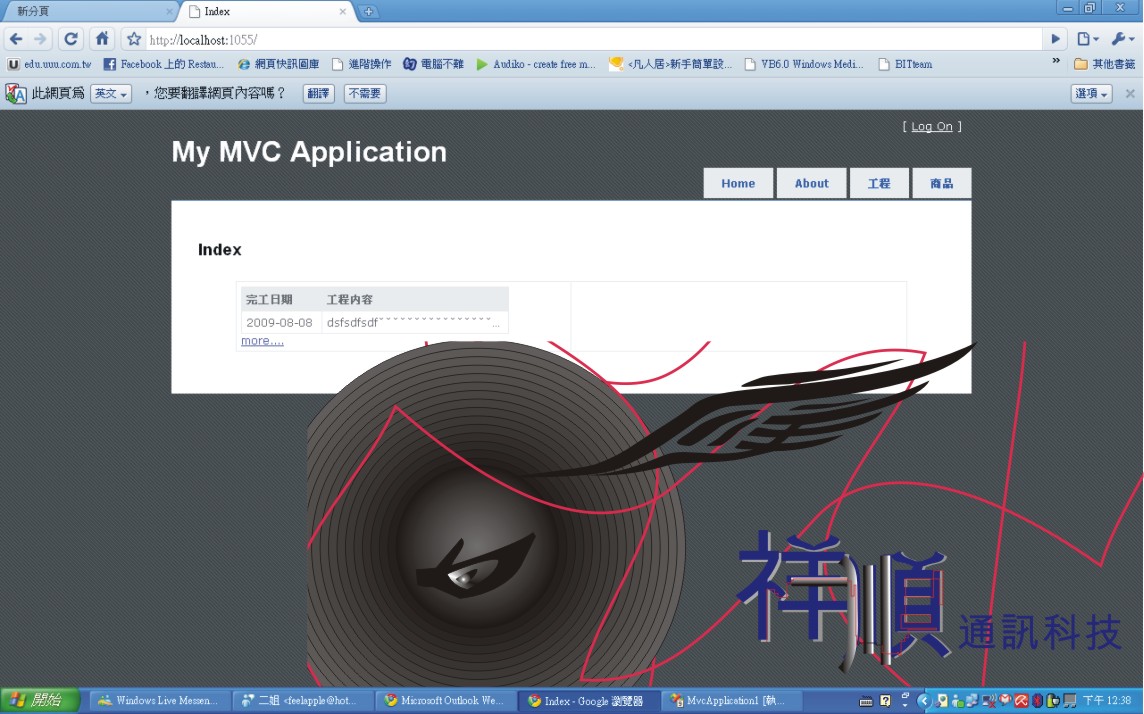 新分頁
Index
http://localhost:1055/
edu.uuu.com.tw
Facebook 上的 Restau...
網頁快訊圖庫
進階操作
電腦不難
Audiko - create free m...
<凡人居>新手簡單設...
VB6.0 Windows Medi...
BITteam
»
其他書籤
此網頁為 英文 ，您要翻譯網頁內容嗎？ 翻譯 不需要 選項
[ Log On ]
My MVC Application
Home About 工程 商品
Index
完工日期 工程內容
2009-08-08 dsfsdfsdfˇˇˇˇˇˇˇˇˇˇˇˇˇˇˇˇ...
more....
祥順
通訊科技
開始
Windows Live Messen...
二姐 <feelapple@hot...
Microsoft Outlook We...
Index - Google 瀏覽器
MvcApplication1 [執...
下午 12:38